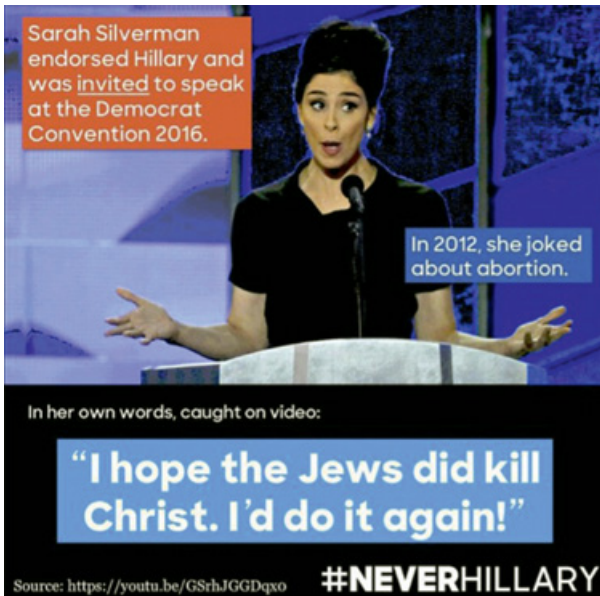 Sarah Silverman
endorsed Hillary and
was invited to speak
at the Democrat
Convention 2016.
In 2012, she joked
about abortion.
In her own words, caught on video:
“I hope the Jews did kill
Christ. I’d do it again!”
Source: https://youtu.be/GSrhJGGDqxo
#NEVERHILLARY